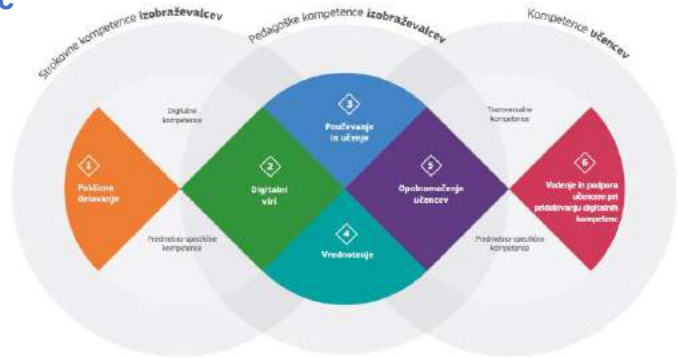 Strokovne kompetence izobraževalcev
Pedagoške kompetence izobraževalcev
Kompetence učencev
Digitalne
kompetence
Transverzalne
kompetence
1
Poklicno
delovanje
2
Digitalni
viri
3
Poučevanje
in učenje
4
Vrednotenje
5
Opolnomočenje
učencev
6
Vodenje in podpora
učencem pri
pridobivanju digitalnih
kompetenc
Predmetno-specifične
kompetence
Predmetno-specifične
kompetence